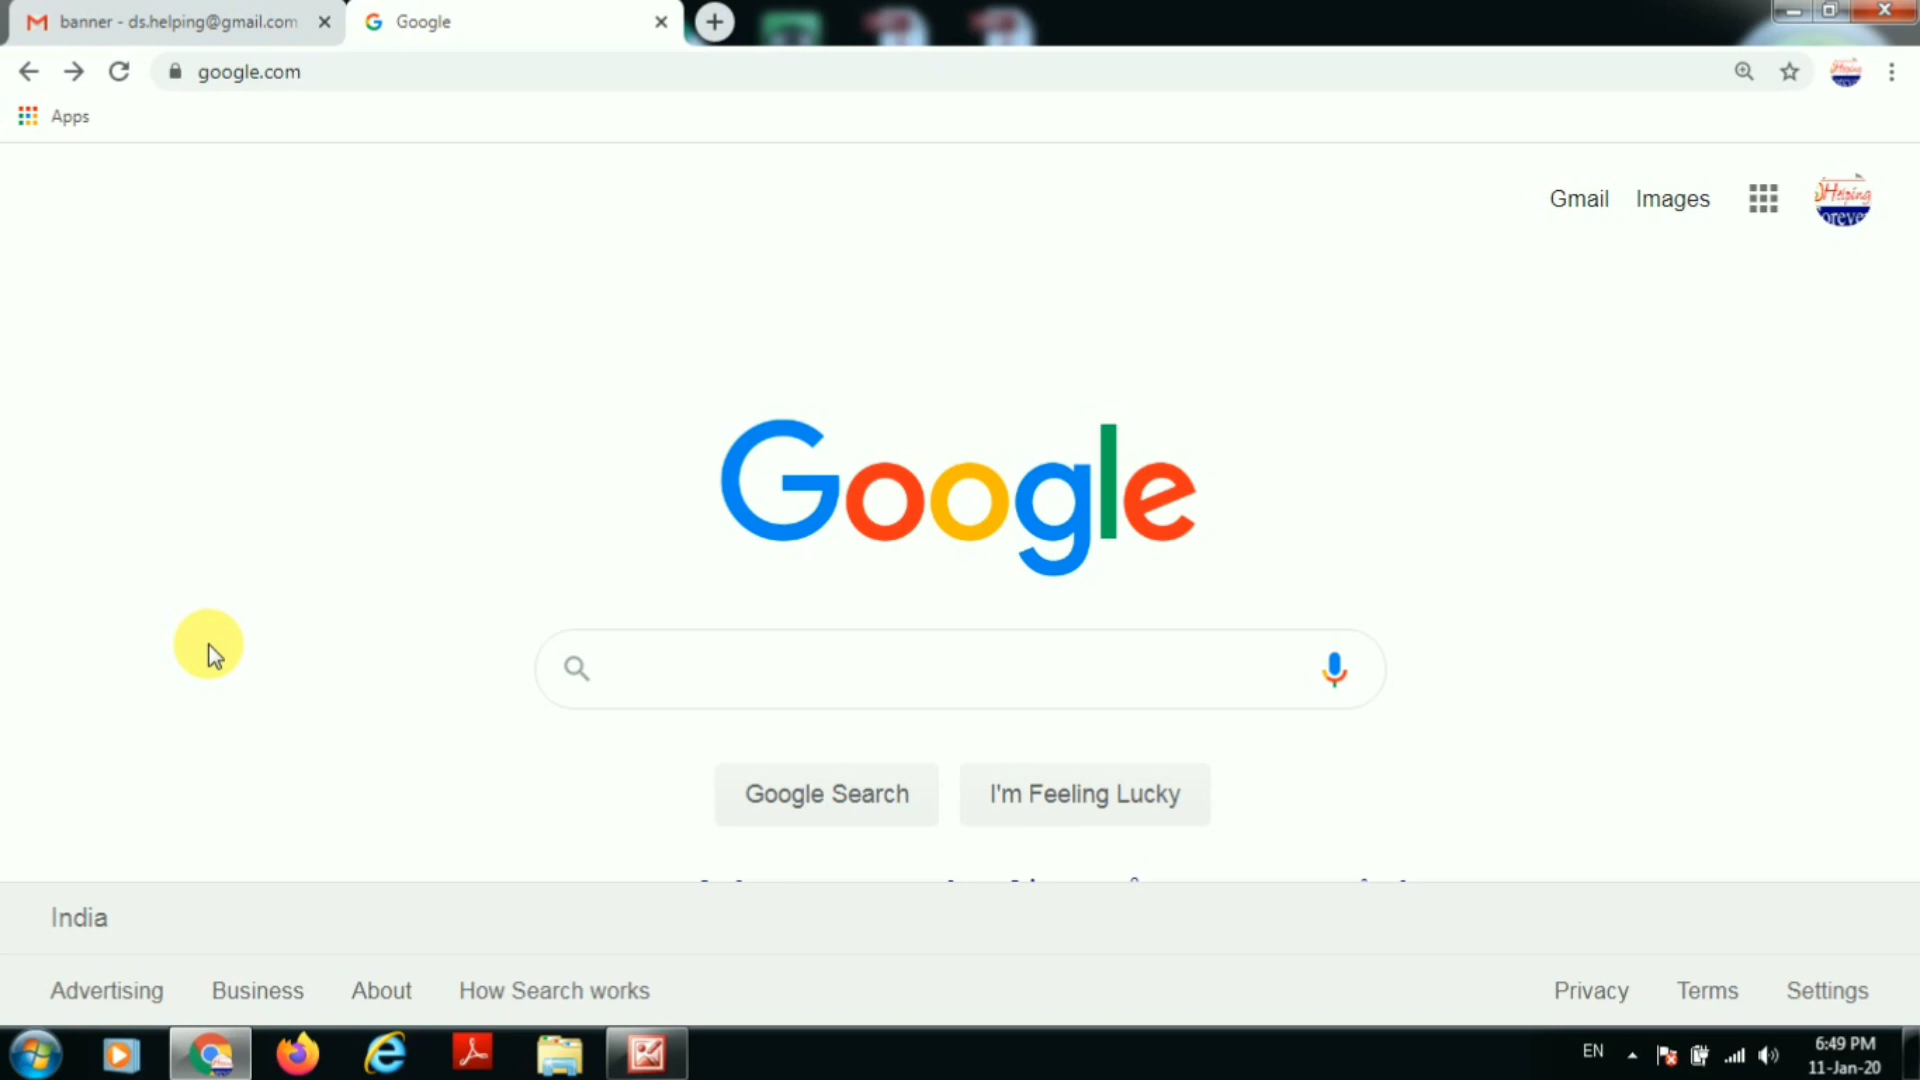 banner - ds.helping@gmail.com
Google
google.com
Apps
Gmail Images
Helping
Google
Google Search
I'm Feeling Lucky
India
Advertising Business About How Search works
Privacy Terms Settings
EN
6:49 PM
11-Jan-20